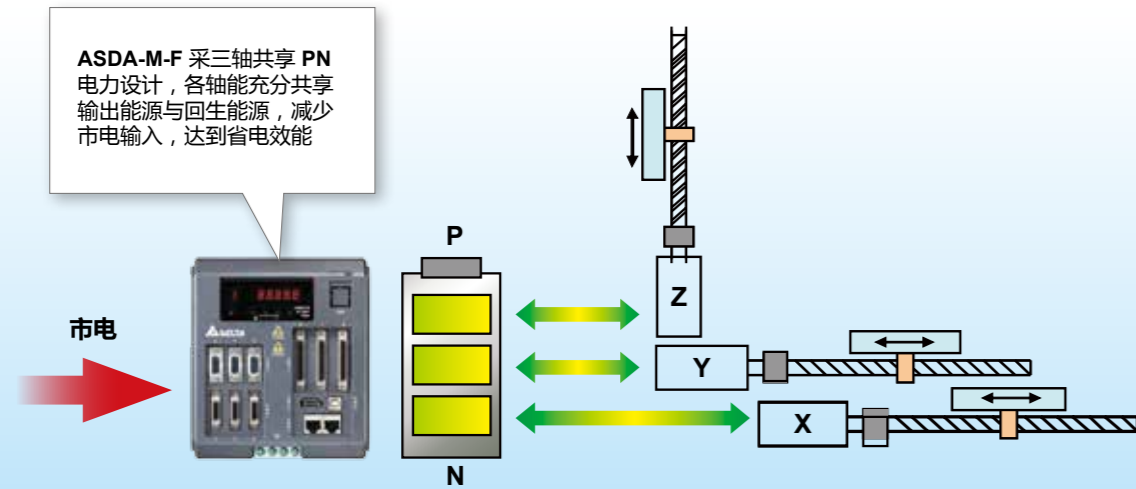 ASDA-M-F 采三轴共享 PN
电力设计，各轴能充分共享
输出能源与回生能源，减少
市电输入，达到省电效能
市电
P
N
Z
Y
X
DELTA